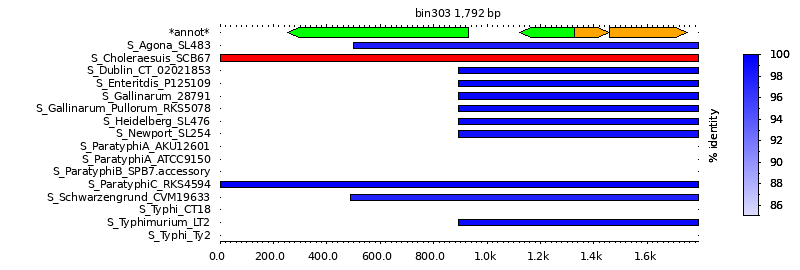 bin303 1,792 bp
*annot*
S_Agona_SL483
S_Choleraesuis_SCB67
S_Dublin_CT_02021853
S_Enteritdis_P125109
S_Gallinarum_28791
S_Gallinarum_Pullorum_RKS5078
S_Heidelberg_SL476
S_Newport_SL254
S_ParatyphiA_AKU12601
S_ParatyphiA_ATCC9150
S_ParatyphiB_SPB7.accessory
S_ParatyphiC_RKS4594
S_Schwarzengrund_CVM19633
S_Typhi_CT18
S_Typhimurium_LT2
S_Typhi_Ty2
0.0 200.0 400.0 600.0 800.0 1.0k 1.2k 1.4k 1.6k
% identity
100
98
96
94
92
90
88
86